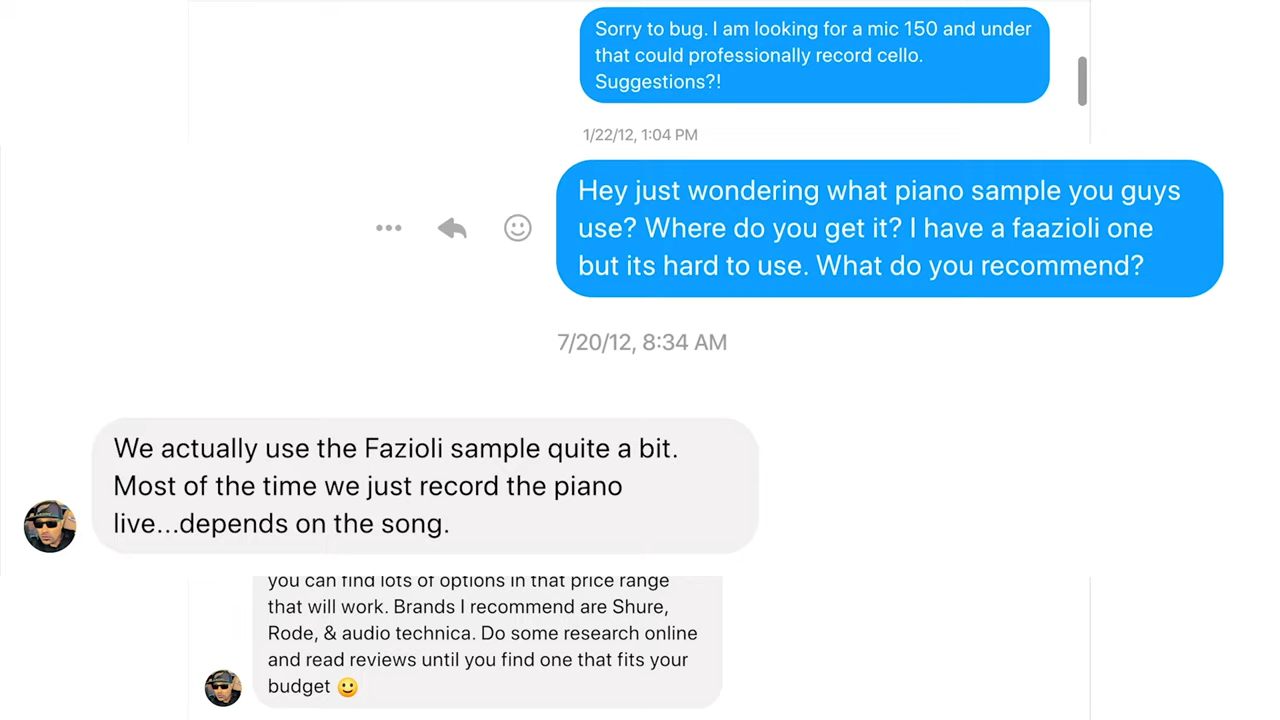 Sorry to bug. I am looking for a mic 150 and under
that could professionally record cello.
Suggestions?!
1/22/12, 1:04 PM
Hey just wondering what piano sample you guys
use? Where do you get it? I have a faazioli one
but its hard to use. What do you recommend?
7/20/12, 8:34 AM
We actually use the Fazioli sample quite a bit.
Most of the time we just record the piano
live...depends on the song.
you can find lots of options in that price range
that will work. Brands I recommend are Shure,
Rode, & audio technica. Do some research online
and read reviews until you find one that fits your
budget 🙂